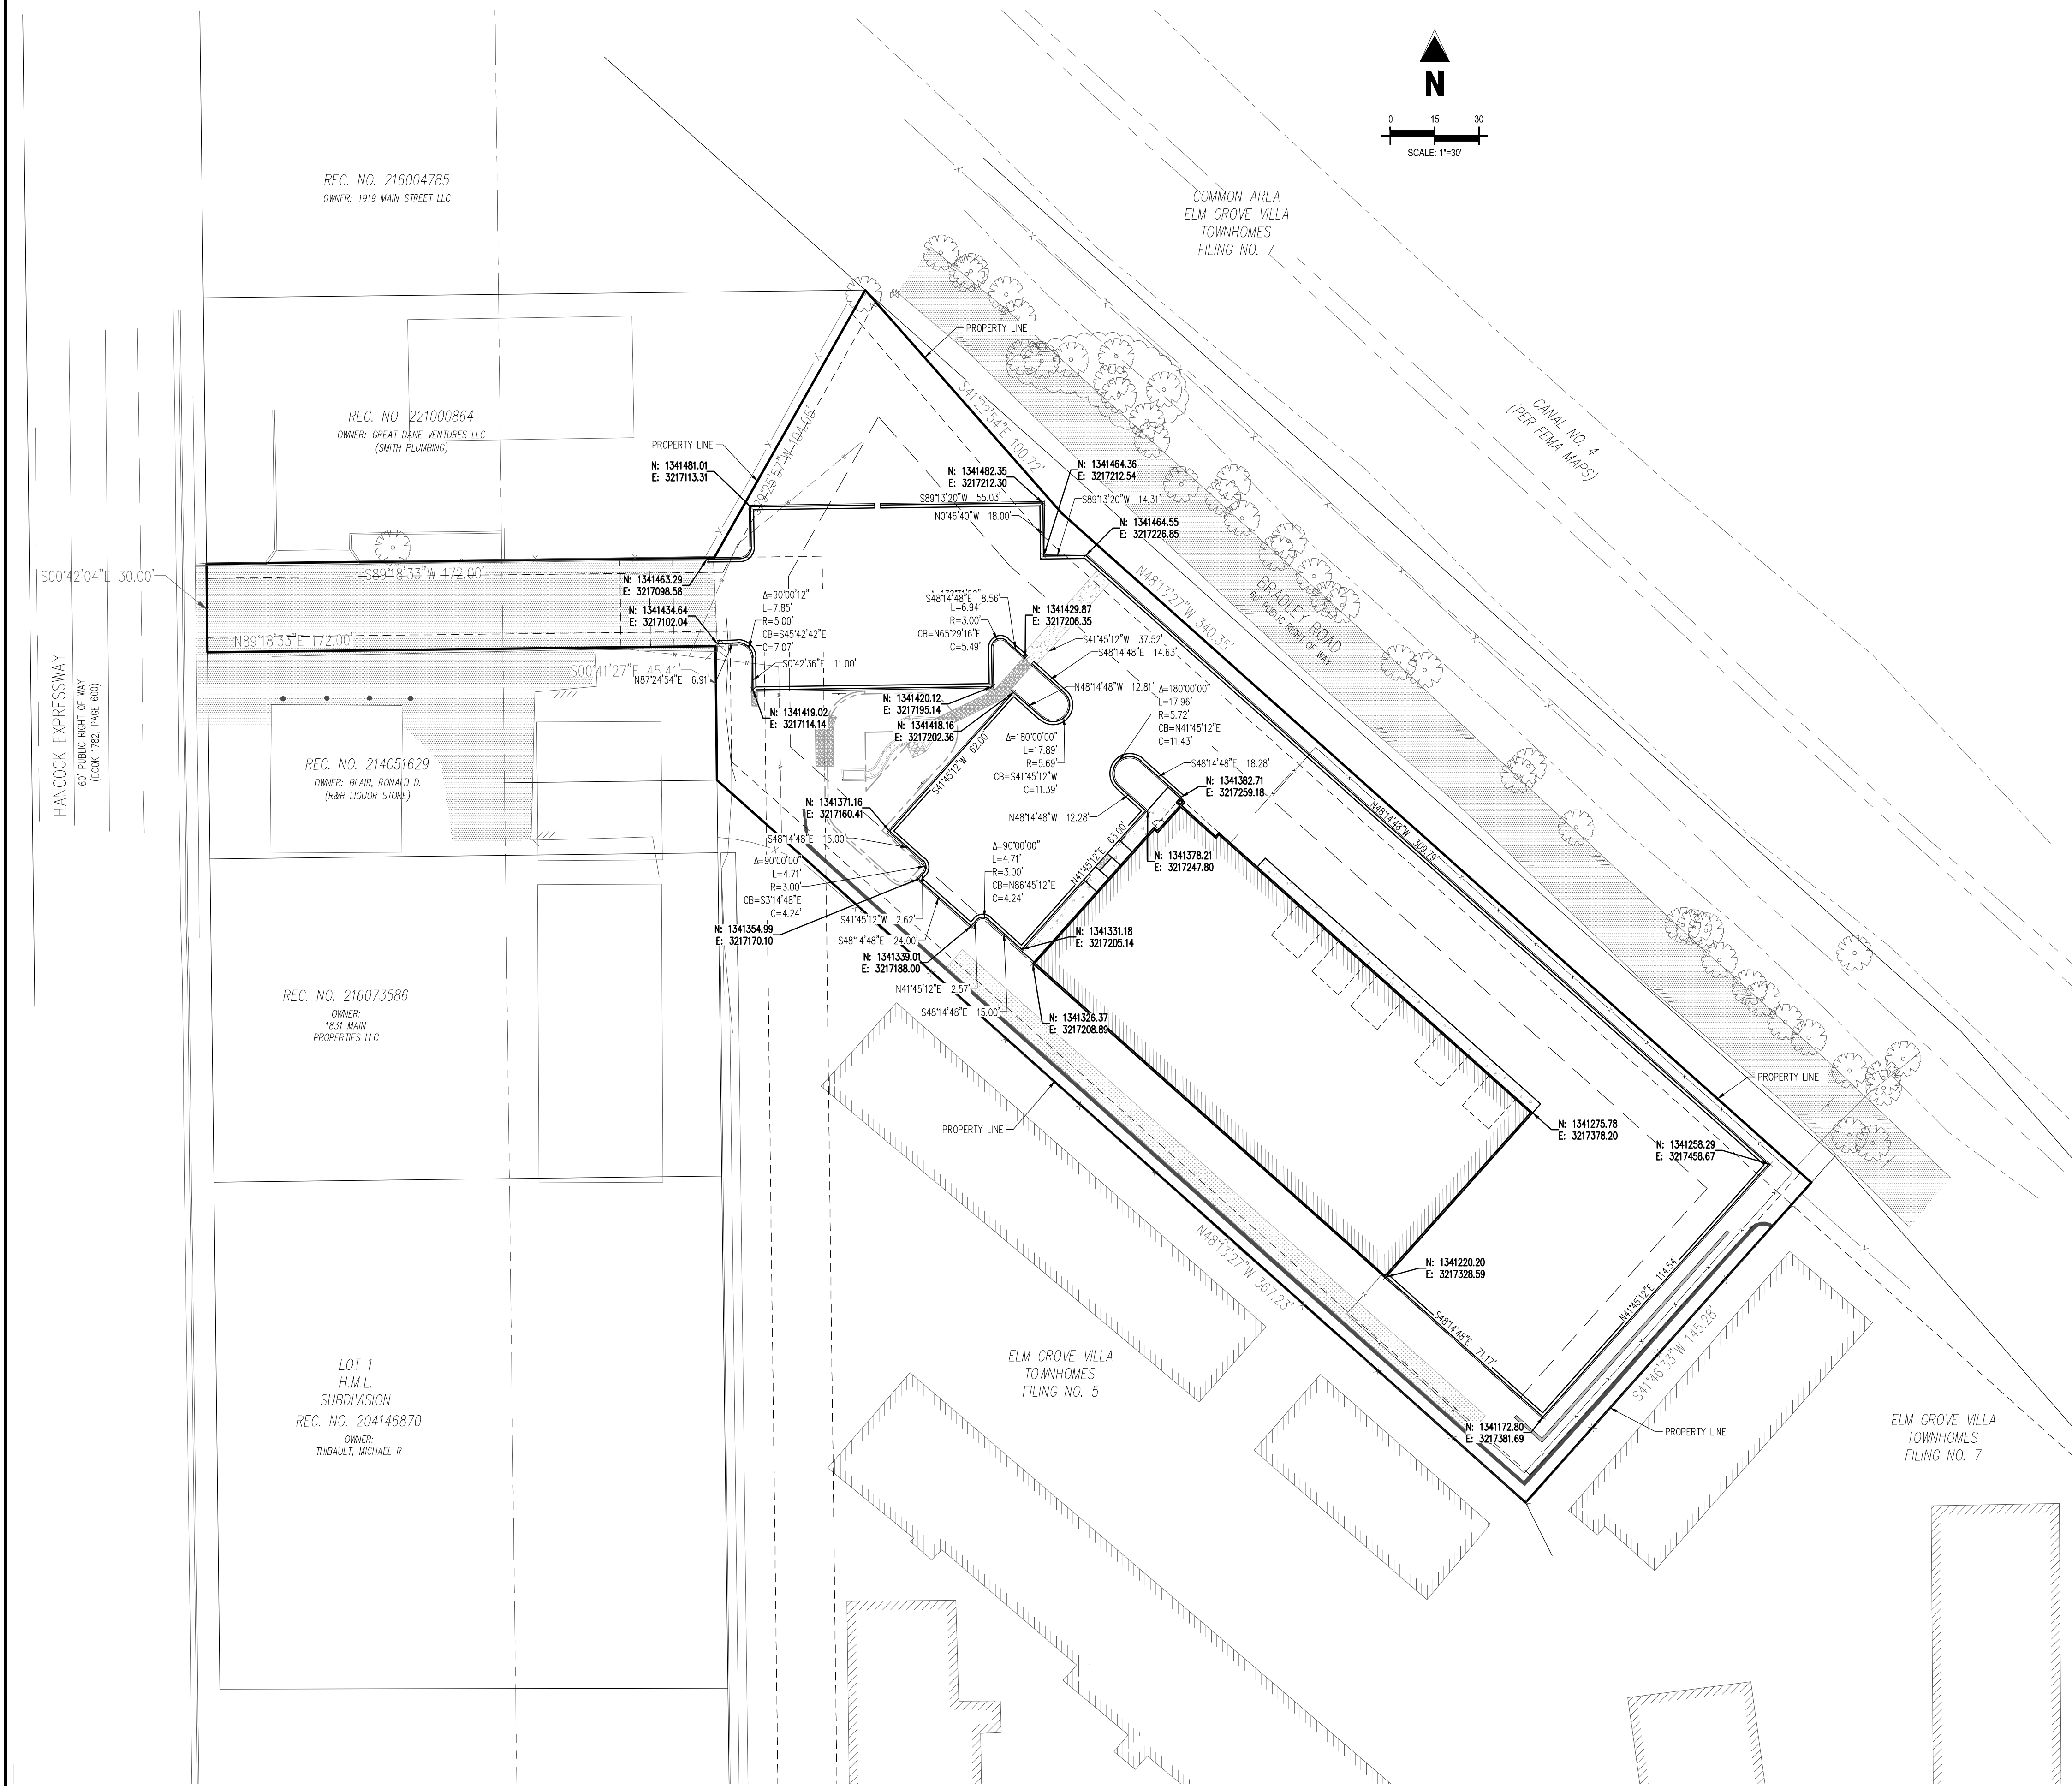 N
0 15 30
SCALE: 1"=30'
REC. NO. 216004785
OWNER: 1919 MAIN STREET LLC
COMMON AREA
ELM GROVE VILLA
TOWNHOMES
FILING NO. 7
CANAL NO. 4
(PER FEMA MAPS)
PROPERTY LINE
S41°22'54"E 100.72'
REC. NO. 221000864
OWNER: GREAT DANE VENTURES LLC
(SMITH PLUMBING)
PROPERTY LINE
N: 1341481.01
E: 3217113.31
N: 1341482.35
E: 3217212.30
S89°13'20"W 55.03'
N0°46'40"W 18.00'
N: 1341464.36
E: 3217212.54
S89°13'20"W 14.31'
N: 1341464.55
E: 3217226.85
N48°13'27"W 340.35'
BRADLEY ROAD
60' PUBLIC RIGHT OF WAY
S00°42'04"E 30.00'
S89°18'33"W 172.00'
N89°18'33"E 172.00'
N: 1341463.29
E: 3217098.58
N: 1341434.64
E: 3217102.04
Δ=90°00'12"
L=7.85'
R=5.00'
CB=S45°42'42"E
C=7.07'
S0°42'36"E 11.00'
S00°41'27"E 45.41'
N87°24'54"E 6.91'
S48°14'48"E 8.56'
L=6.94'
R=3.00'
CB=N65°29'16"E
C=5.49'
N: 1341429.87
E: 3217206.35
S41°45'12"W 37.52'
S48°14'48"E 14.63'
N48°14'48"W 12.81'
N: 1341419.02
E: 3217114.14
N: 1341420.12
E: 3217195.14
N: 1341418.16
E: 3217202.36
Δ=180°00'00"
L=17.96'
R=5.72'
CB=N41°45'12"E
C=11.43'
Δ=180°00'00"
L=17.89'
R=5.69'
CB=S41°45'12"W
C=11.39'
S41°45'12"W 62.00'
S48°14'48"E 18.28'
N: 1341382.71
E: 3217259.18
N48°14'48"W 12.28'
N: 1341378.21
E: 3217247.80
N41°45'12"E 63.00'
N48°14'48"W 309.79'
HANCOCK EXPRESSWAY
60' PUBLIC RIGHT OF WAY
(BOOK 1782, PAGE 600)
REC. NO. 214051629
OWNER: BLAIR, RONALD D.
(R&R LIQUOR STORE)
N: 1341371.16
E: 3217160.41
S48°14'48"E 15.00'
Δ=90°00'00"
L=4.71'
R=3.00'
CB=S3°14'48"E
C=4.24'
Δ=90°00'00"
L=4.71'
R=3.00'
CB=N86°45'12"E
C=4.24'
S41°45'12"W 2.62'
N: 1341354.99
E: 3217170.10
S48°14'48"E 24.00'
N: 1341339.01
E: 3217188.00
N41°45'12"E 2.57'
S48°14'48"E 15.00'
N: 1341331.18
E: 3217205.14
N: 1341326.37
E: 3217208.89
REC. NO. 216073586
OWNER:
1831 MAIN
PROPERTIES LLC
PROPERTY LINE
PROPERTY LINE
N: 1341275.78
E: 3217378.20
N: 1341258.29
E: 3217458.67
N48°13'27"W 367.23'
N: 1341220.20
E: 3217328.59
S48°14'48"E 71.17'
N41°45'12"E 114.54'
S41°46'33"W 145.28'
N: 1341172.80
E: 3217381.69
PROPERTY LINE
ELM GROVE VILLA
TOWNHOMES
FILING NO. 5
ELM GROVE VILLA
TOWNHOMES
FILING NO. 7
LOT 1
H.M.L.
SUBDIVISION
REC. NO. 204146870
OWNER:
THIBAULT, MICHAEL R